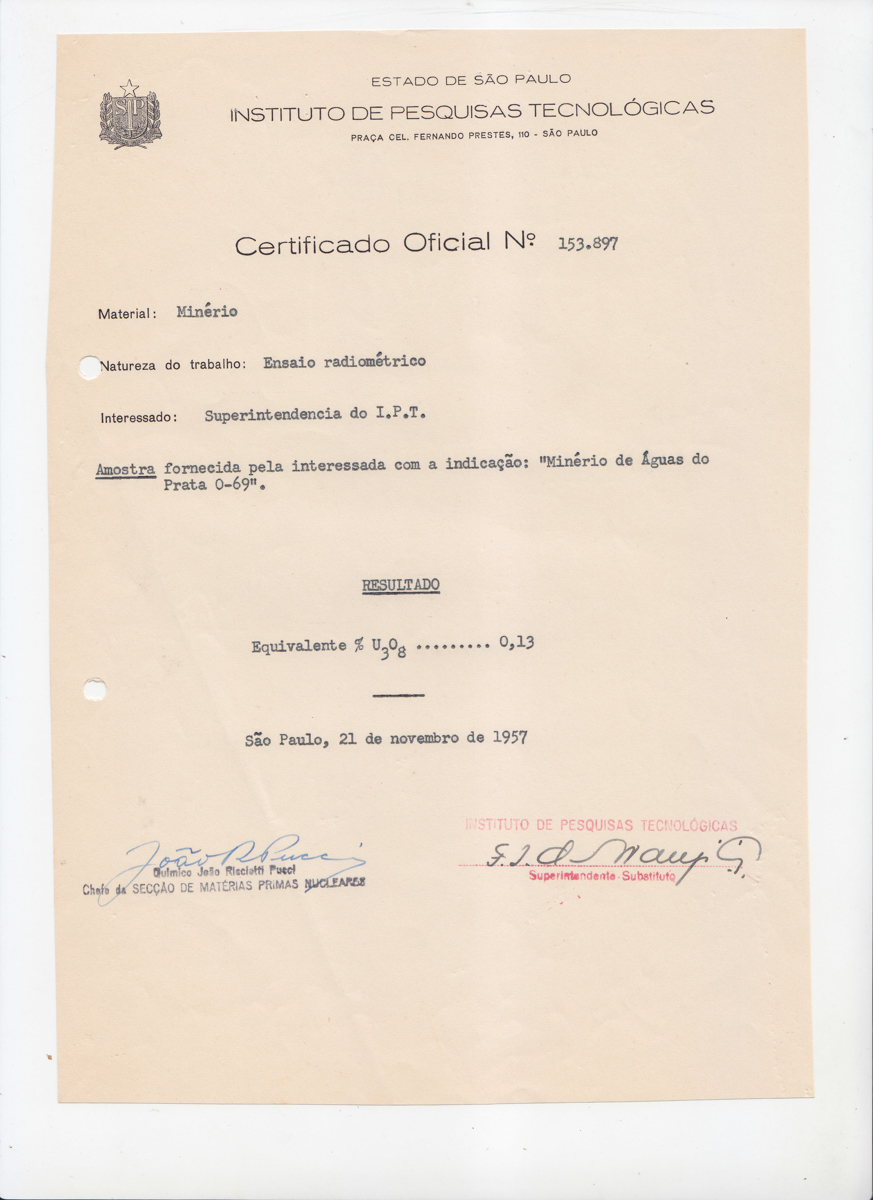 SP
ESTADO DE SÃO PAULO
INSTITUTO DE PESQUISAS TECNOLÓGICAS
PRAÇA CEL. FERNANDO PRESTES, 110 - SÃO PAULO
Certificado Oficial Nº 153.897
Material: Minério
Natureza do trabalho: Ensaio radiométrico
Interessado: Superintendencia do I.P.T.
Amostra fornecida pela interessada com a indicação: "Minério de Águas do
Prata O-69".
RESULTADO
Equivalente % U3O8 ......... 0,13
São Paulo, 21 de novembro de 1957
INSTITUTO DE PESQUISAS TECNOLÓGICAS
João R Pucci
F. J.
Químico João Risciotti Pucci
Superintendente-Substituto
Chefe da SECÇÃO DE MATÉRIAS PRIMAS NUCLEARES